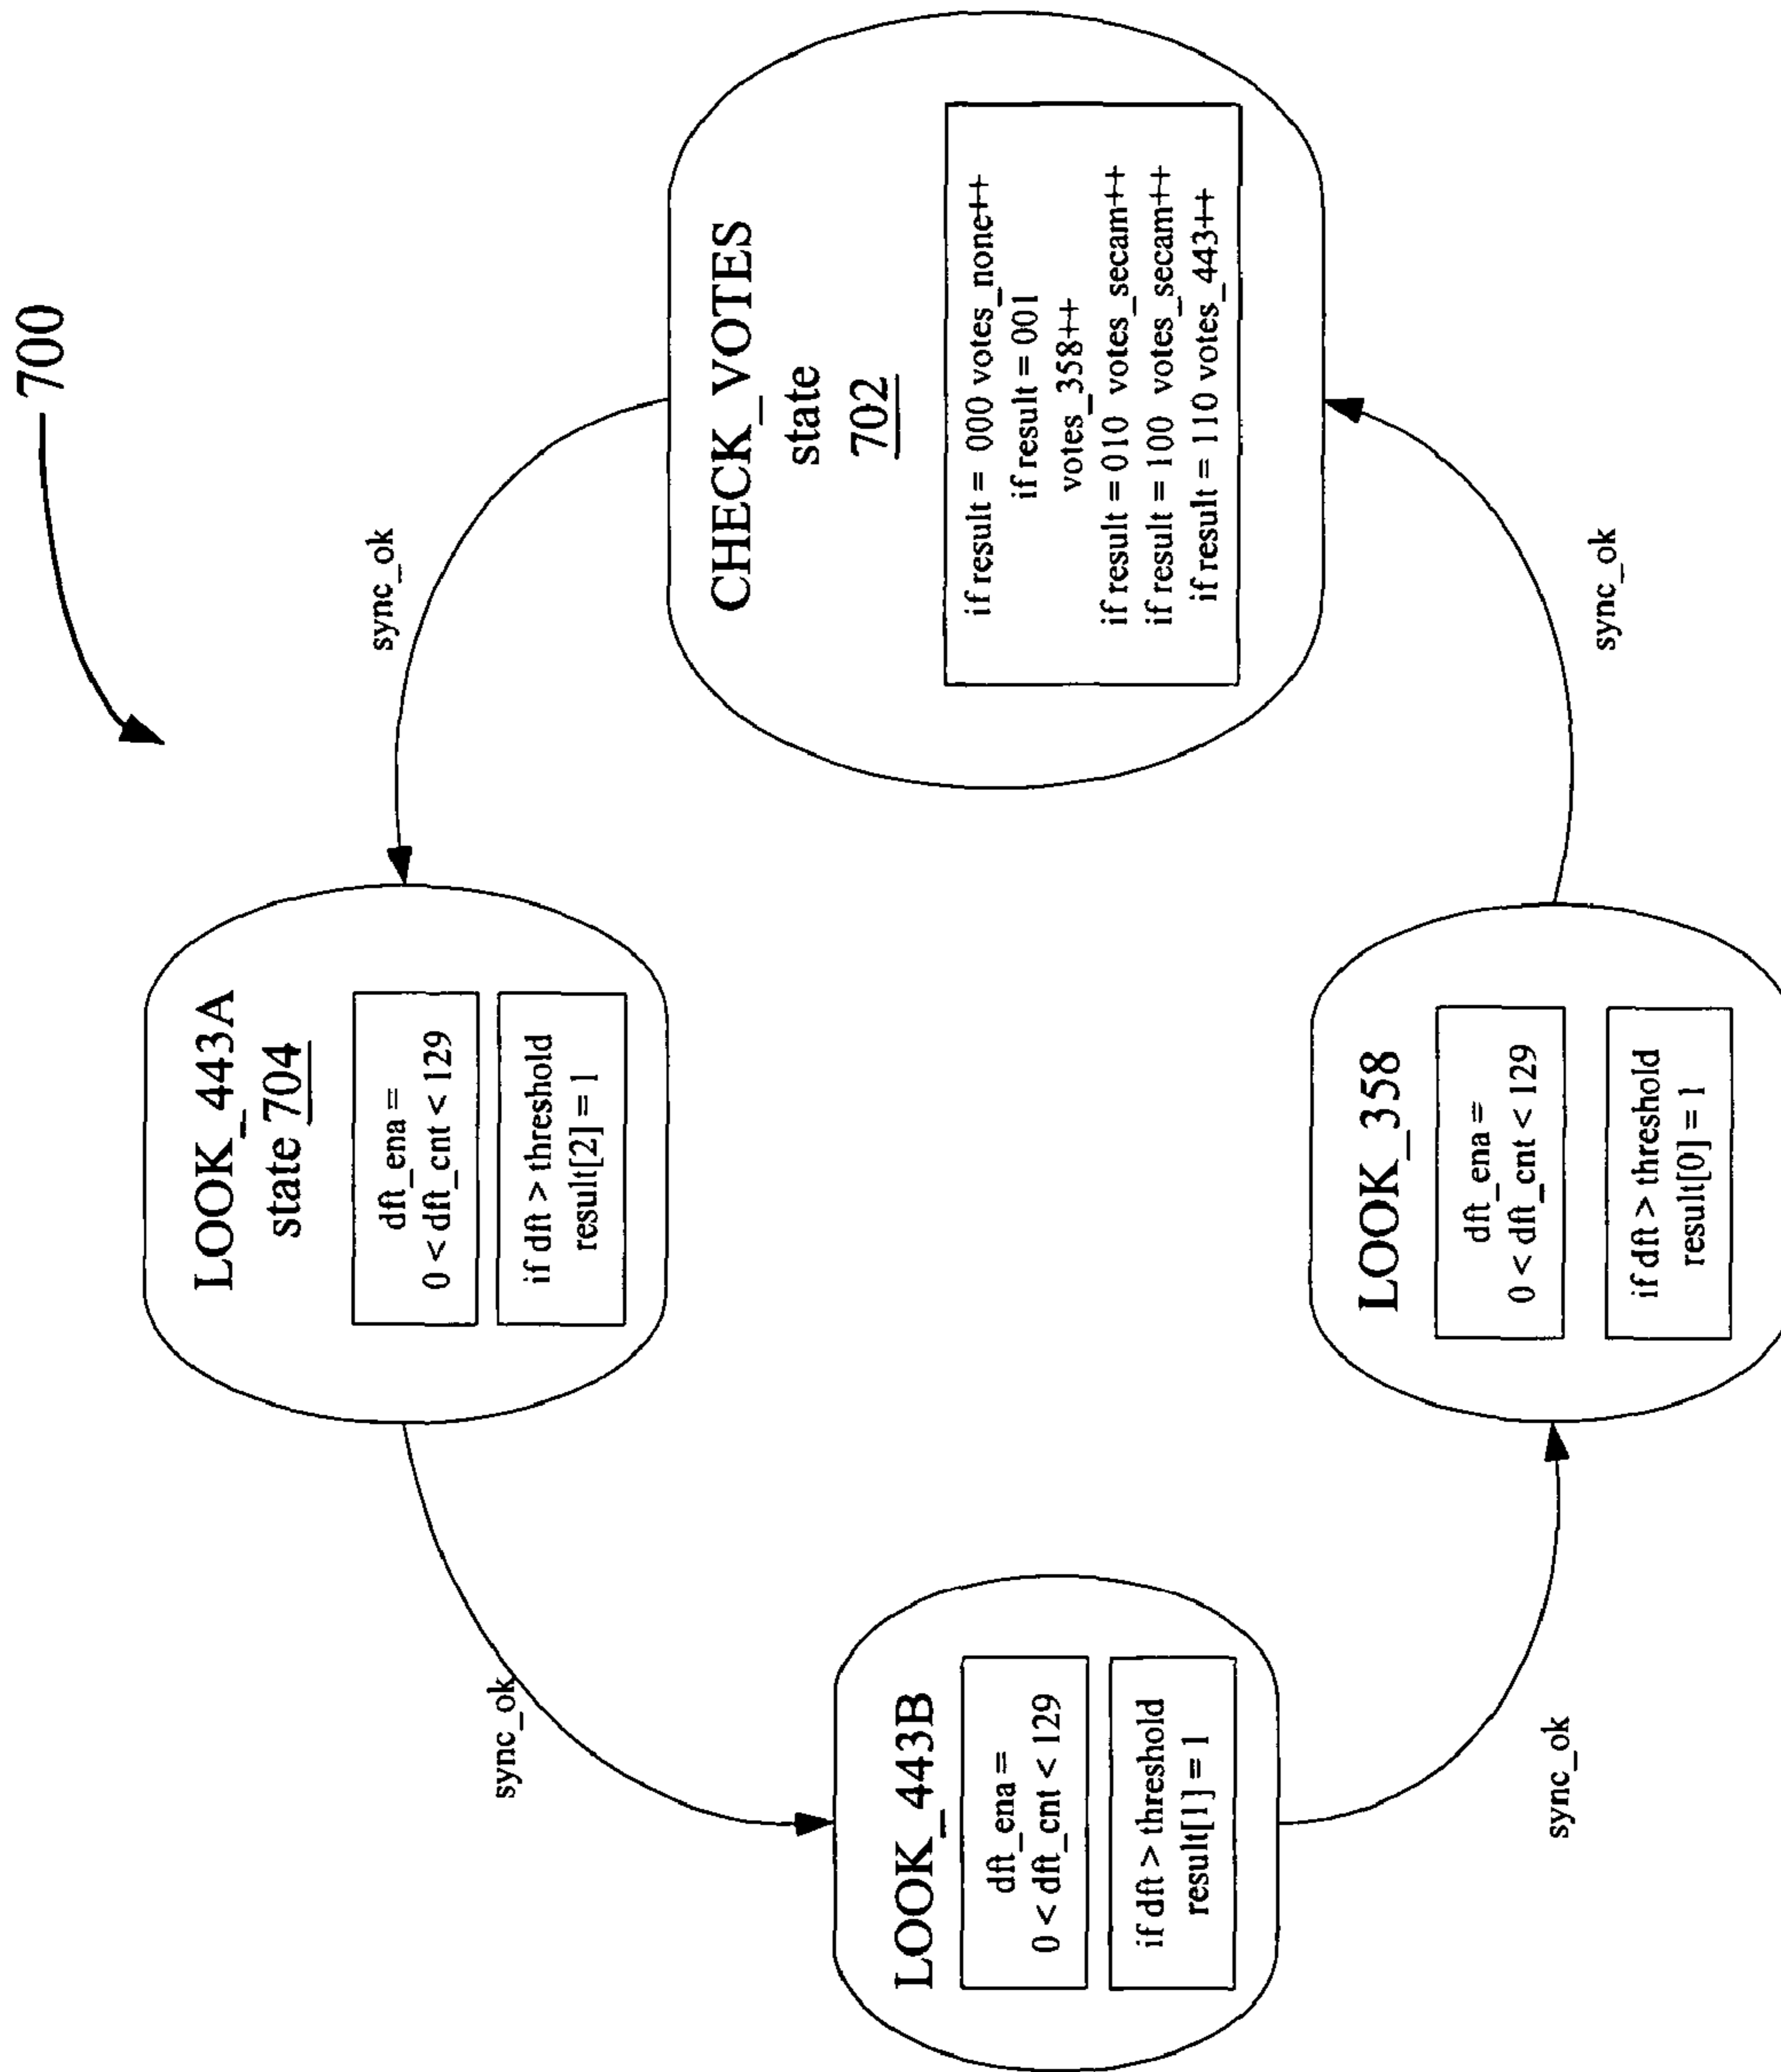 700
sync_ok
LOOK_443A
state 704
dft_ena =
0 < dft_cnt < 129
if dft > threshold
result[2] = 1
sync_ok
CHECK_VOTES
state
702
if result = 000 votes_none++
if result = 001
votes_358++
if result = 010 votes_secam++
if result = 100 votes_secam++
if result = 110 votes_443++
LOOK_443B
dft_ena =
0 < dft_cnt < 129
if dft > threshold
result[1] = 1
sync_ok
LOOK_358
dft_ena =
0 < dft_cnt < 129
if dft > threshold
result[0] = 1
sync_ok